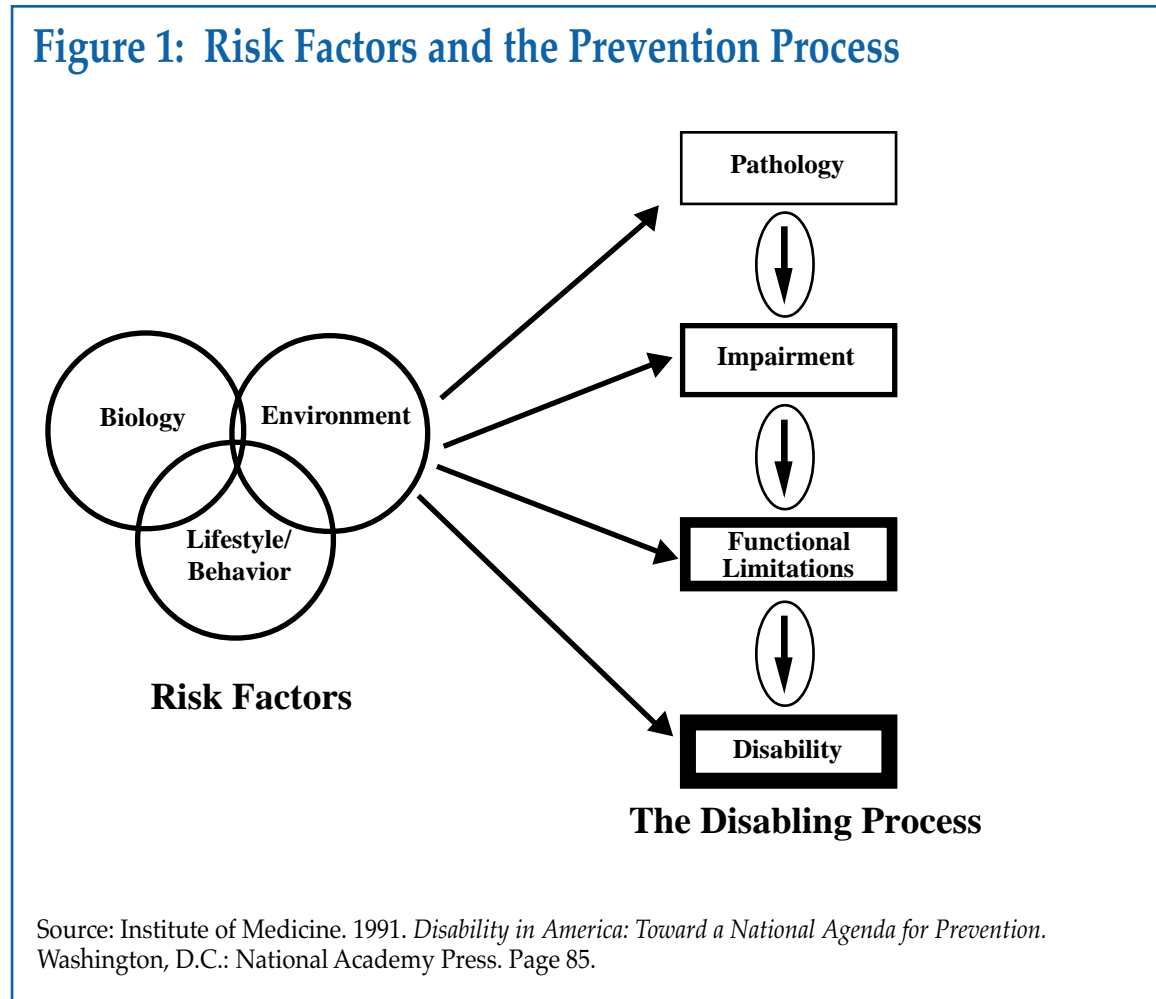 Figure 1: Risk Factors and the Prevention Process
Pathology
Impairment
Biology
Environment
Lifestyle/
Behavior
Functional
Limitations
Risk Factors
Disability
The Disabling Process
Source: Institute of Medicine. 1991. Disability in America: Toward a National Agenda for Prevention.
Washington, D.C.: National Academy Press. Page 85.